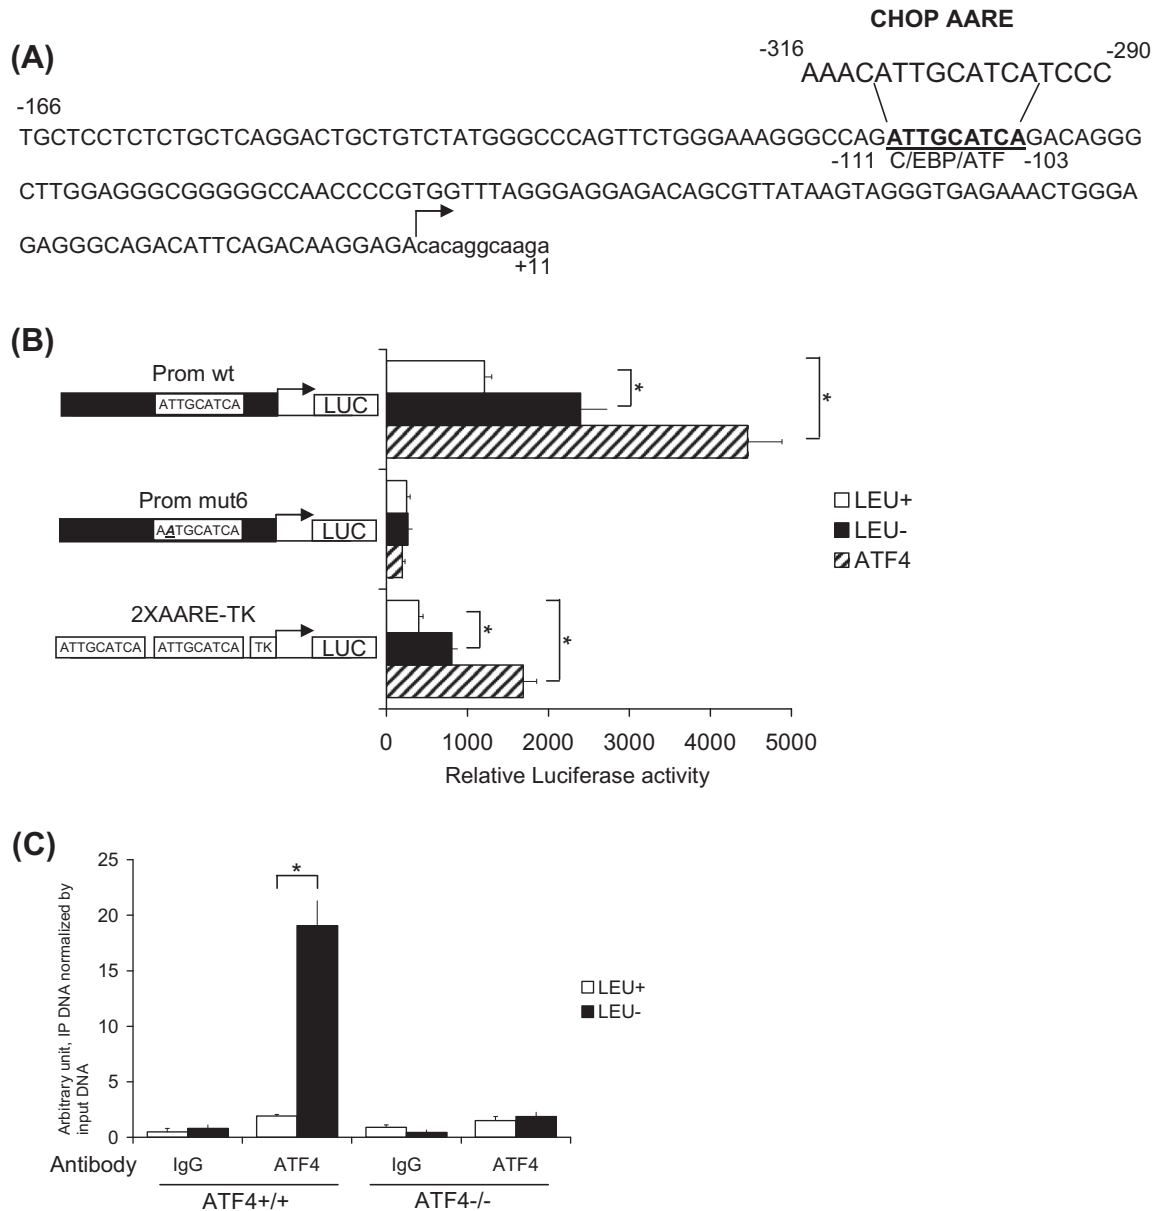 (A)
CHOP AARE
-316
-290
AAACATTGCATCATCCC
-166
TGCTCCTCTCTGCTCAGGACTGCTGTCTATGGGCCCAGTTCTGGGAAAGGGCCAGATTGCATCAGACAGGG
-111 C/EBP/ATF -103
CTTGGAGGGCGGGGGCCAACCCCGTGGTTTAGGGAGGAGACAGCGTTATAAGTAGGGTGAGAAACTGGGA
GAGGGCAGACATTCAGACAAGGAGAcacaggcaaga
+11
(B)
Prom wt
ATTGCATCA
LUC
*
*
Prom mut6
AATGCATCA
LUC
2XAARE-TK
ATTGCATCA ATTGCATCA TK
LUC
*
*
LEU+
LEU-
ATF4
0 1000 2000 3000 4000 5000
Relative Luciferase activity
(C)
Arbitrary unit, IP DNA normalized by
input DNA
25
20
15
10
5
0
*
LEU+
LEU-
Antibody IgG ATF4 IgG ATF4
ATF4+/+ ATF4-/-